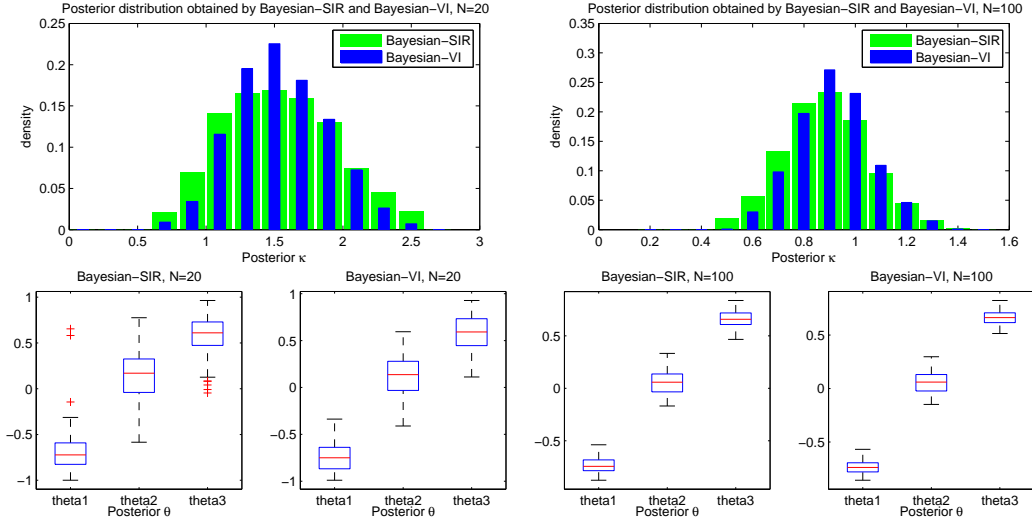 Posterior distribution obtained by Bayesian−SIR and Bayesian−VI, N=20
0.25
0.2
0.15
0.1
0.05
0
density
Bayesian−SIR
Bayesian−VI
0 0.5 1 1.5 2 2.5 3
Posterior κ
Posterior distribution obtained by Bayesian−SIR and Bayesian−VI, N=100
0.35
0.3
0.25
0.2
0.15
0.1
0.05
0
density
Bayesian−SIR
Bayesian−VI
0 0.2 0.4 0.6 0.8 1 1.2 1.4 1.6
Posterior κ
Bayesian−SIR, N=20
1
0.5
0
−0.5
−1
theta1 theta2 theta3
Posterior θ
Bayesian−VI, N=20
1
0.5
0
−0.5
−1
theta1 theta2 theta3
Posterior θ
Bayesian−SIR, N=100
0.5
0
−0.5
theta1 theta2 theta3
Posterior θ
Bayesian−VI, N=100
0.5
0
−0.5
theta1 theta2 theta3
Posterior θ